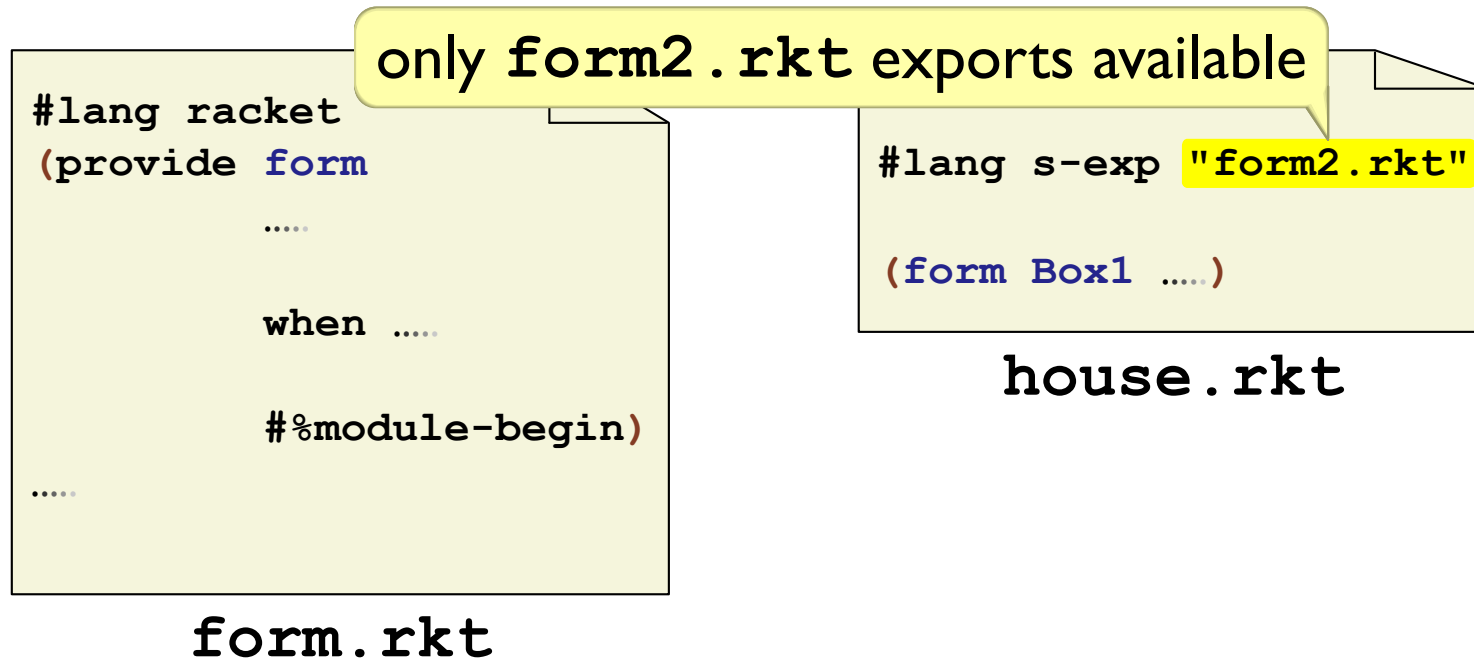 only form2.rkt exports available
#lang racket
(provide form
.....
when .....
#%module-begin)
.....
form.rkt
#lang s-exp "form2.rkt"
(form Box1 .....)
house.rkt